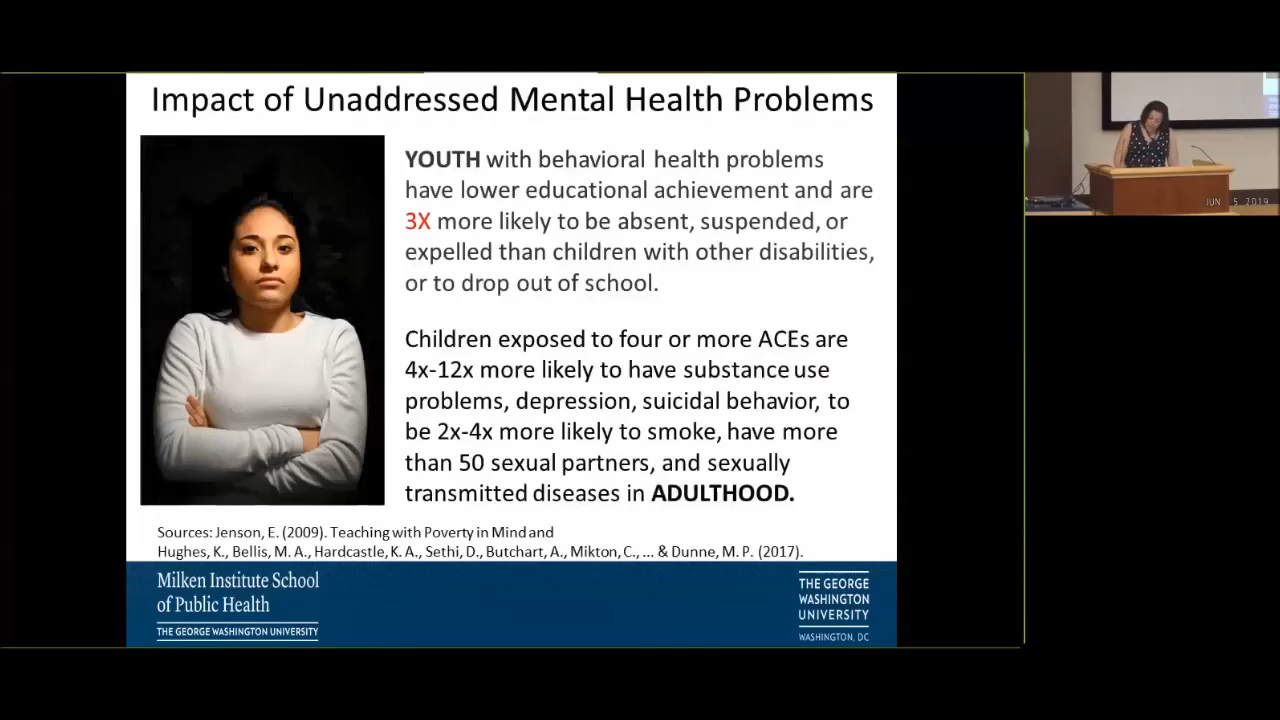 Impact of Unaddressed Mental Health Problems
YOUTH with behavioral health problems
have lower educational achievement and are
3X more likely to be absent, suspended, or
expelled than children with other disabilities,
or to drop out of school.
Children exposed to four or more ACEs are
4x-12x more likely to have substance use
problems, depression, suicidal behavior, to
be 2x-4x more likely to smoke, have more
than 50 sexual partners, and sexually
transmitted diseases in ADULTHOOD.
Sources: Jenson, E. (2009). Teaching with Poverty in Mind and
Hughes, K., Bellis, M. A., Hardcastle, K. A., Sethi, D., Butchart, A., Mikton, C., ... & Dunne, M. P. (2017).
Milken Institute School
of Public Health
THE GEORGE WASHINGTON UNIVERSITY
THE GEORGE
WASHINGTON
UNIVERSITY
WASHINGTON, DC
JUN 5, 2019